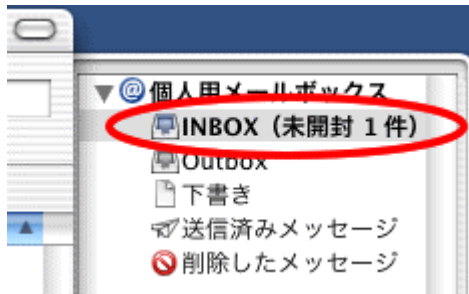 個人用メールボックス
INBOX（未開封 1 件）
Outbox
下書き
送信済みメッセージ
削除したメッセージ